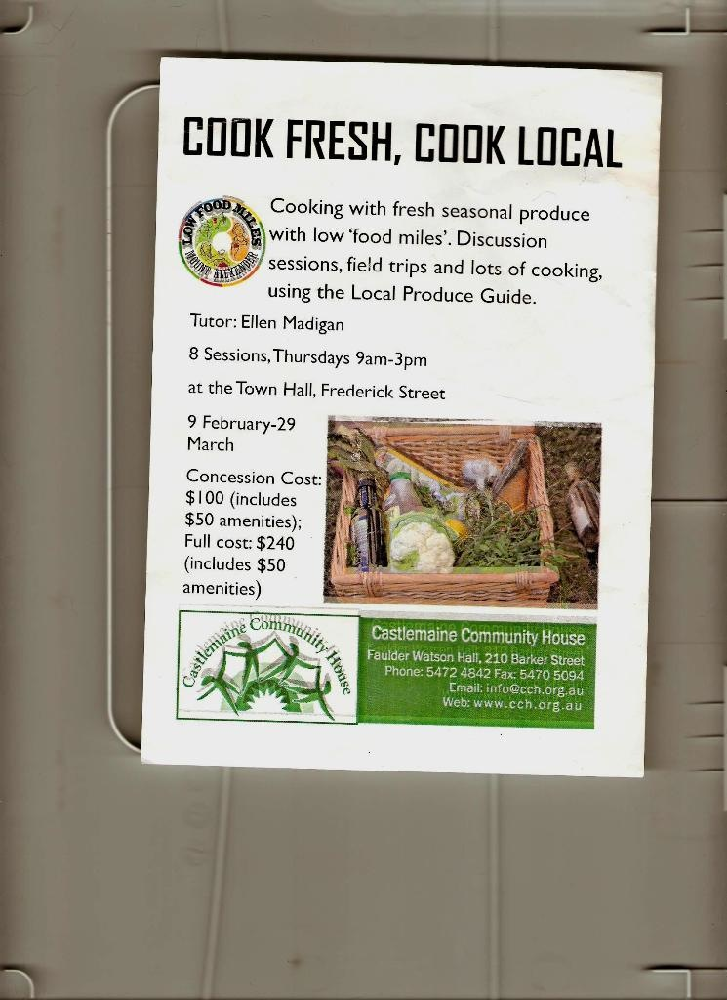 COOK FRESH, COOK LOCAL
LOW FOOD MILES
MOUNT ALEXANDER
Cooking with fresh seasonal produce
with low ‘food miles’. Discussion
sessions, field trips and lots of cooking,
using the Local Produce Guide.
Tutor: Ellen Madigan
8 Sessions, Thursdays 9am-3pm
at the Town Hall, Frederick Street
9 February-29
March
Concession Cost:
$100 (includes
$50 amenities);
Full cost: $240
(includes $50
amenities)
Castlemaine Community House
Castlemaine Community House
Faulder Watson Hall, 210 Barker Street
Phone: 5472 4842 Fax: 5470 5094
Email: info@cch.org.au
Web: www.cch.org.au